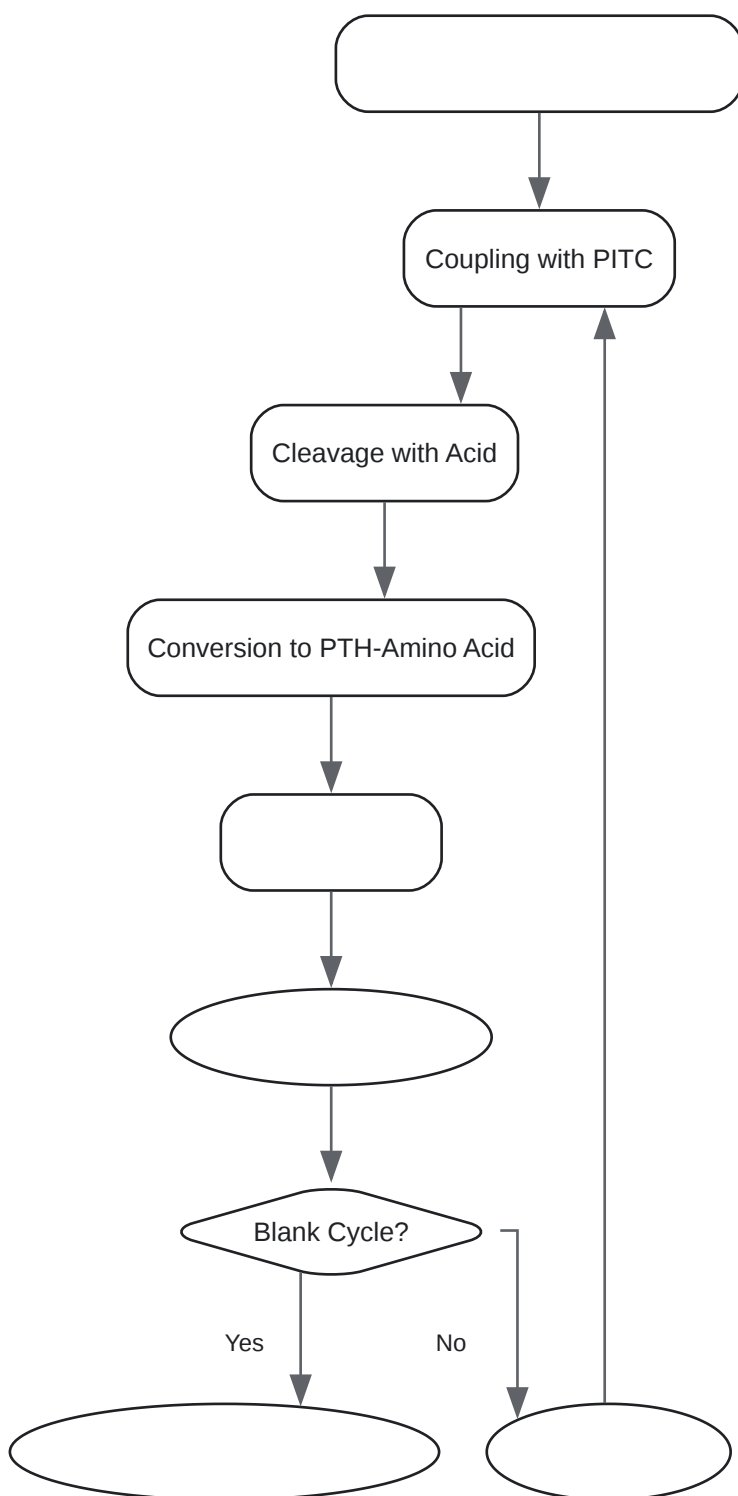 Coupling with PITC
Cleavage with Acid
Conversion to PTH-Amino Acid
Blank Cycle?
Yes
No